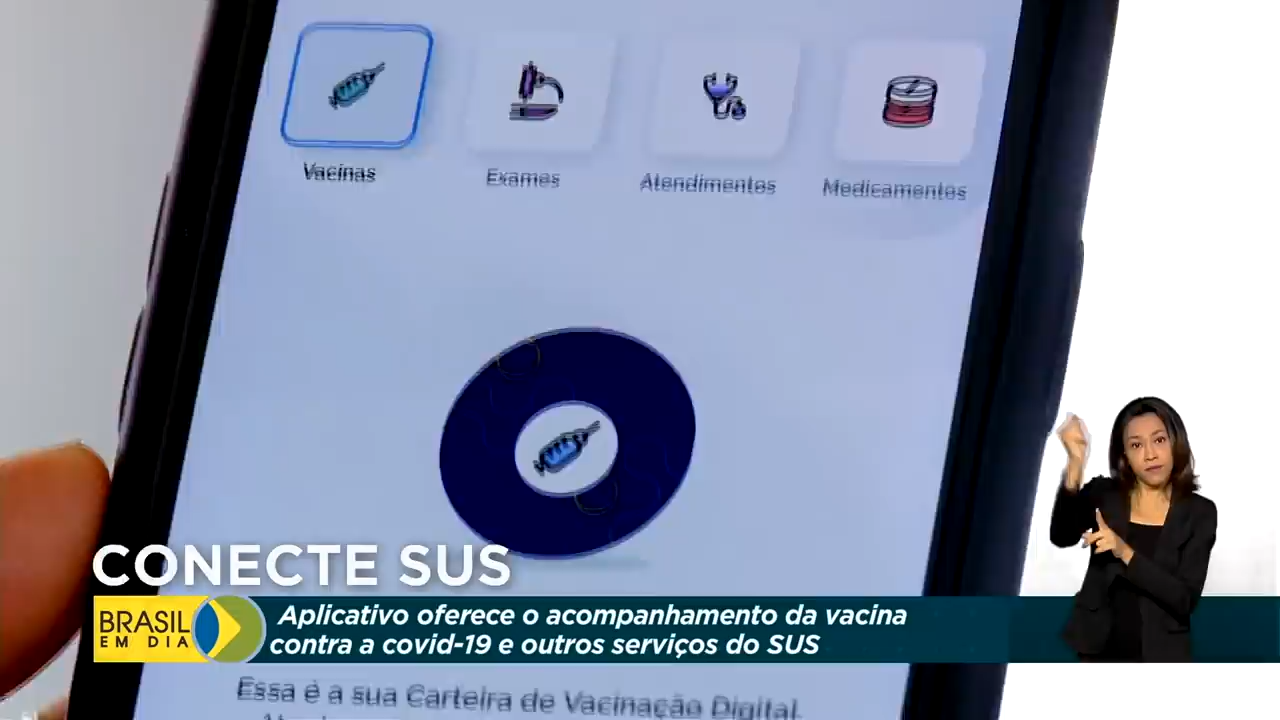 Vacinas
Exames
Atendimentos
Medicamentos
CONECTE SUS
BRASIL
EM DIA
Aplicativo oferece o acompanhamento da vacina
contra a covid-19 e outros serviços do SUS
Essa é a sua Carteira de Vacinação Digital.